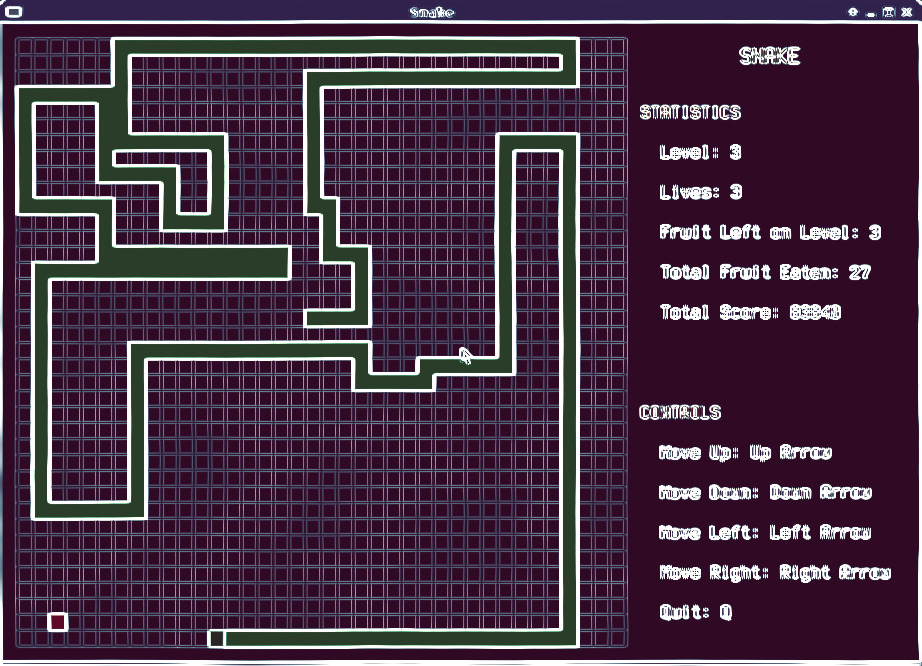 Snake
SNAKE
STATISTICS
Level: 3
Lives: 3
Fruit Left on Level: 3
Total Fruit Eaten: 27
Total Score:
CONTROLS
Move Up: Up Arrow
Move Down: Down Arrow
Move Left: Left Arrow
Move Right: Right Arrow
Quit: Q